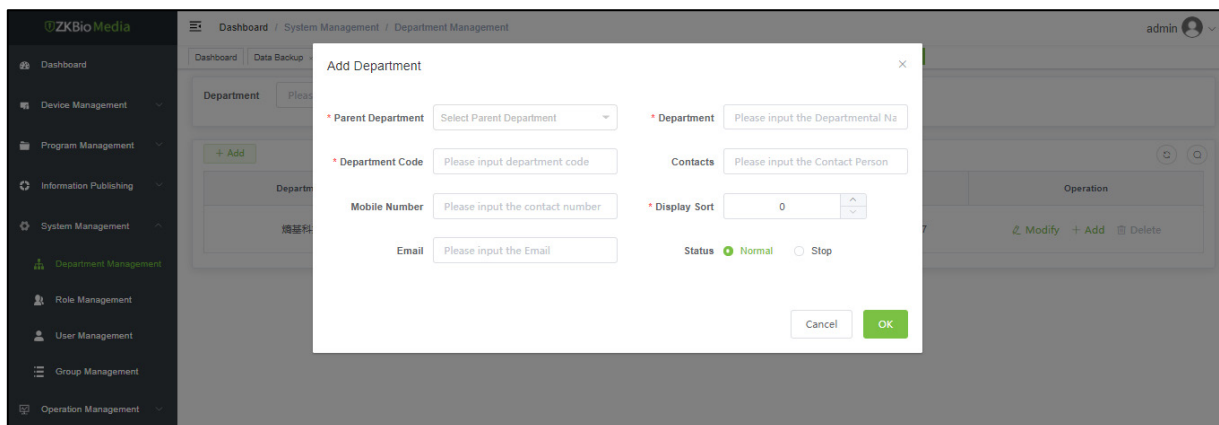 ZKBio Media
Dashboard / System Management / Department Management
admin
Dashboard
Dashboard Data Backup
Add Department
Device Management
Department
* Parent Department Select Parent Department
* Department Please input the Departmental Na
Program Management
+ Add
* Department Code Please input department code
Contacts Please input the Contact Person
Information Publishing
Operation
Mobile Number Please input the contact number
* Display Sort 0
System Management
熵基科
7
Modify + Add Delete
Email Please input the Email
Status Normal Stop
Department Management
Role Management
Cancel OK
User Management
Group Management
Operation Management